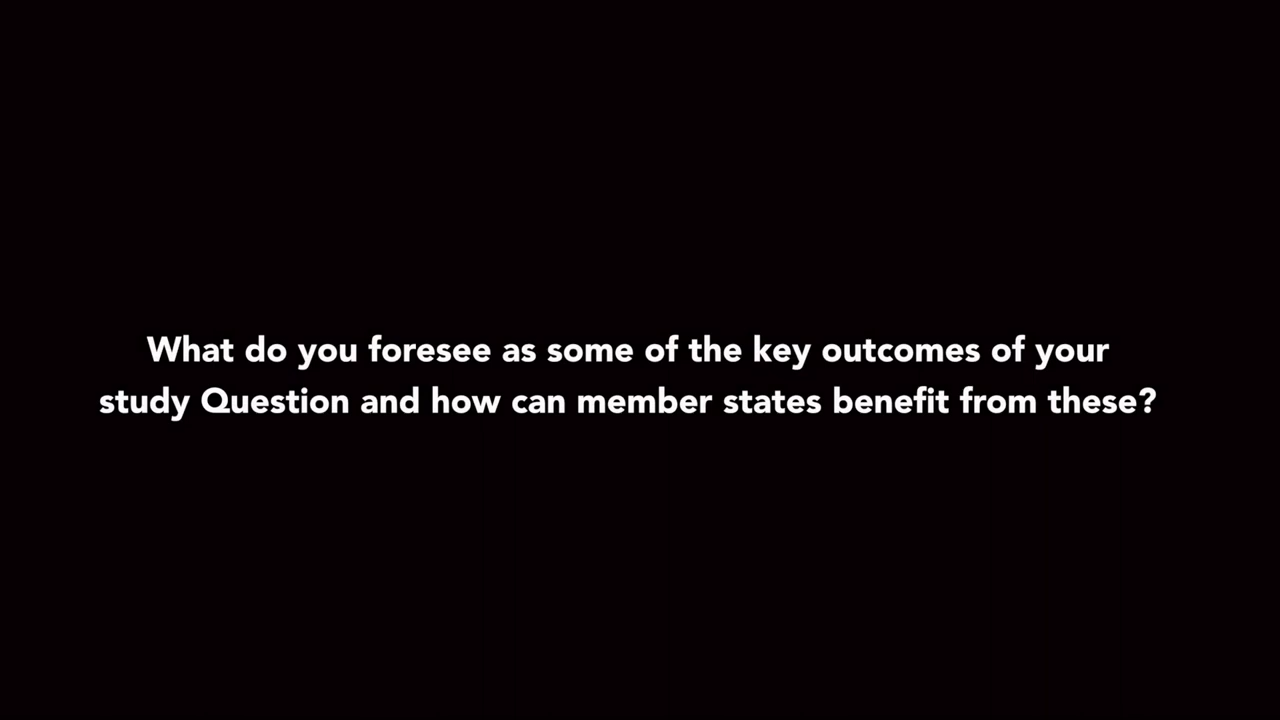 What do you foresee as some of the key outcomes of your
study Question and how can member states benefit from these?